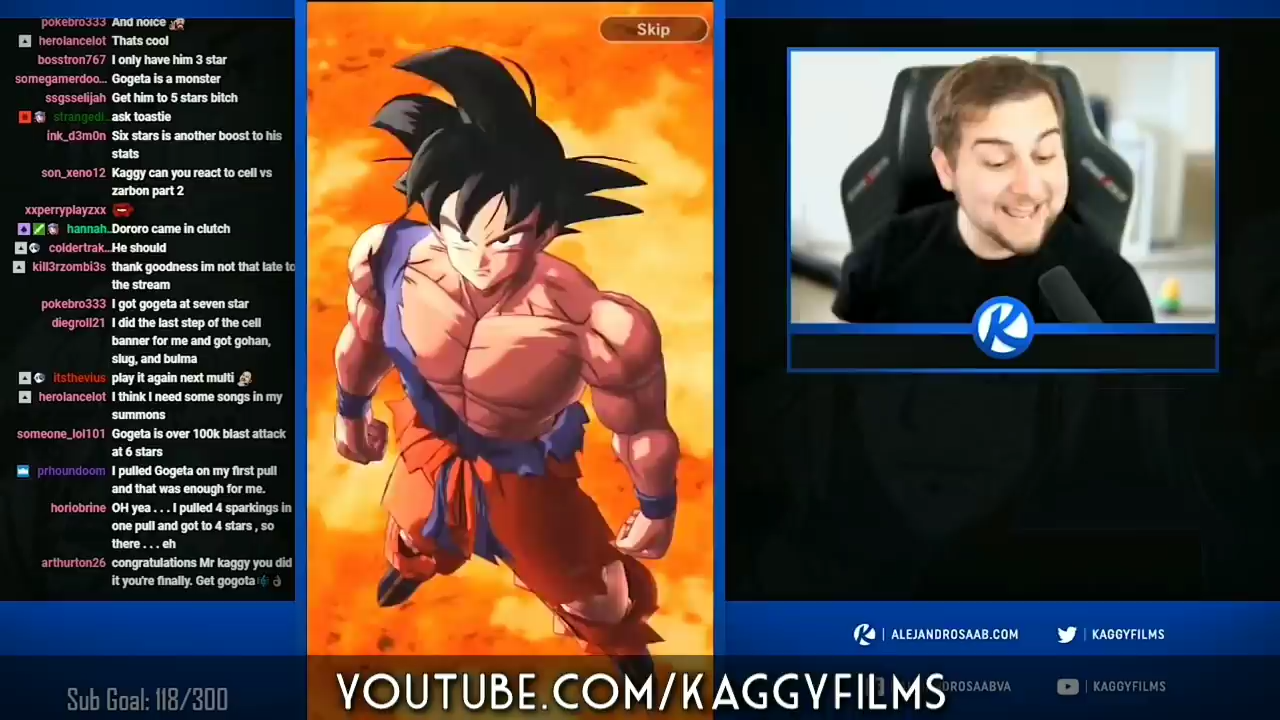 pokebro333 And noice
herolancelot Thats cool
bosstron767 I only have him 3 star
somegamerdoo... Gogeta is a monster
ssgsselijah Get him to 5 stars bitch
strangedi.. ask toastie
ink_d3m0n Six stars is another boost to his
stats
son_xeno12 Kaggy can you react to cell vs
zarbon part 2
xxperryplayzxx
hannah.. Dororo came in clutch
coldertrak... He should
kill3rzombi3s thank goodness im not that late to
the stream
pokebro333 I got gogeta at seven star
diegroll21 I did the last step of the cell
banner for me and got gohan,
slug, and bulma
itsthevius play it again next multi
herolancelot I think I need some songs in my
summons
someone_lol101 Gogeta is over 100k blast attack
at 6 stars
prhoundoom I pulled Gogeta on my first pull
and that was enough for me.
horiobrine OH yea . . . I pulled 4 sparkings in
one pull and got to 4 stars , so
there . . . eh
arthurton26 congratulations Mr kaggy you did
it you're finally. Get gogota
Sub Goal: 118/300
Skip
K
ALEJANDROSAAB.COM
KAGGYFILMS
YOUTUBE.COM/KAGGYFILMS
DROSAABVA
KAGGYFILMS